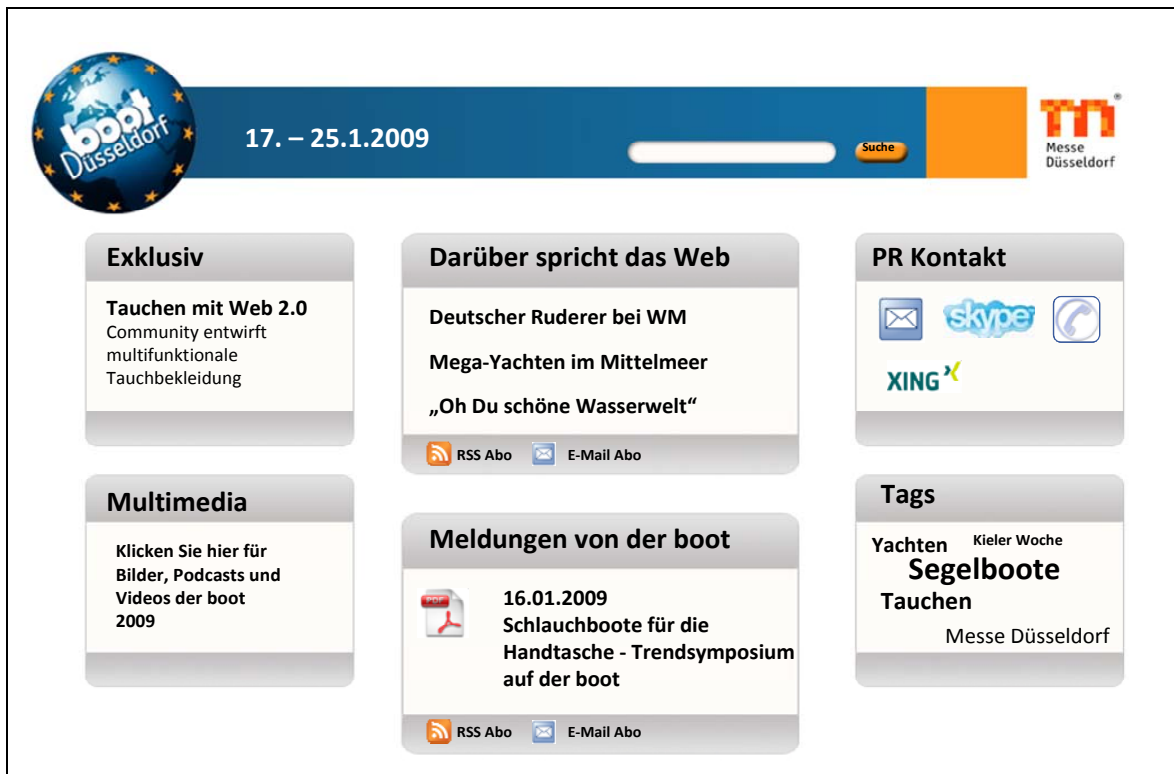 boot
Düsseldorf
17. – 25.1.2009
Suche
Messe
Düsseldorf
®
Exklusiv
Tauchen mit Web 2.0
Community entwirft
multifunktionale
Tauchbekleidung
Darüber spricht das Web
Deutscher Ruderer bei WM
Mega-Yachten im Mittelmeer
„Oh Du schöne Wasserwelt“
RSS Abo
E-Mail Abo
PR Kontakt
skype
XING
Multimedia
Klicken Sie hier für
Bilder, Podcasts und
Videos der boot
2009
Meldungen von der boot
PDF
16.01.2009
Schlauchboote für die
Handtasche - Trendsymposium
auf der boot
RSS Abo
E-Mail Abo
Tags
Yachten
Kieler Woche
Segelboote
Tauchen
Messe Düsseldorf